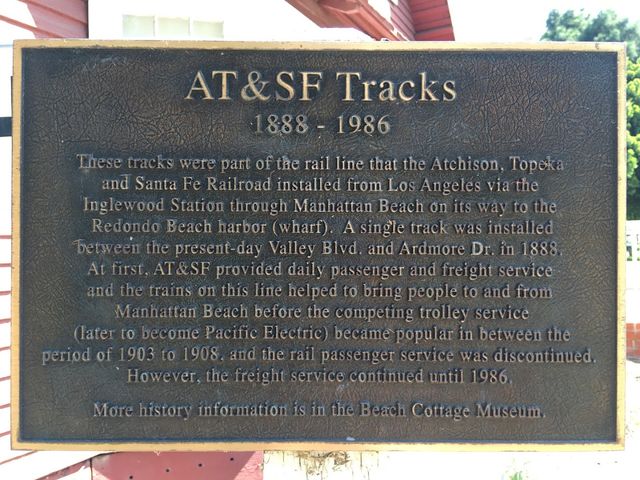 AT&SF Tracks
1888 - 1986
These tracks were part of the rail line that the Atchison, Topeka
and Santa Fe Railroad installed from Los Angeles via the
Inglewood Station through Manhattan Beach on its way to the
Redondo Beach harbor (wharf). A single track was installed
between the present-day Valley Blvd. and Ardmore Dr. in 1888.
At first, AT&SF provided daily passenger and freight service
and the trains on this line helped to bring people to and from
Manhattan Beach before the competing trolley service
(later to become Pacific Electric) became popular in between the
period of 1903 to 1908, and the rail passenger service was discontinued.
However, the freight service continued until 1986.
More history information is in the Beach Cottage Museum.